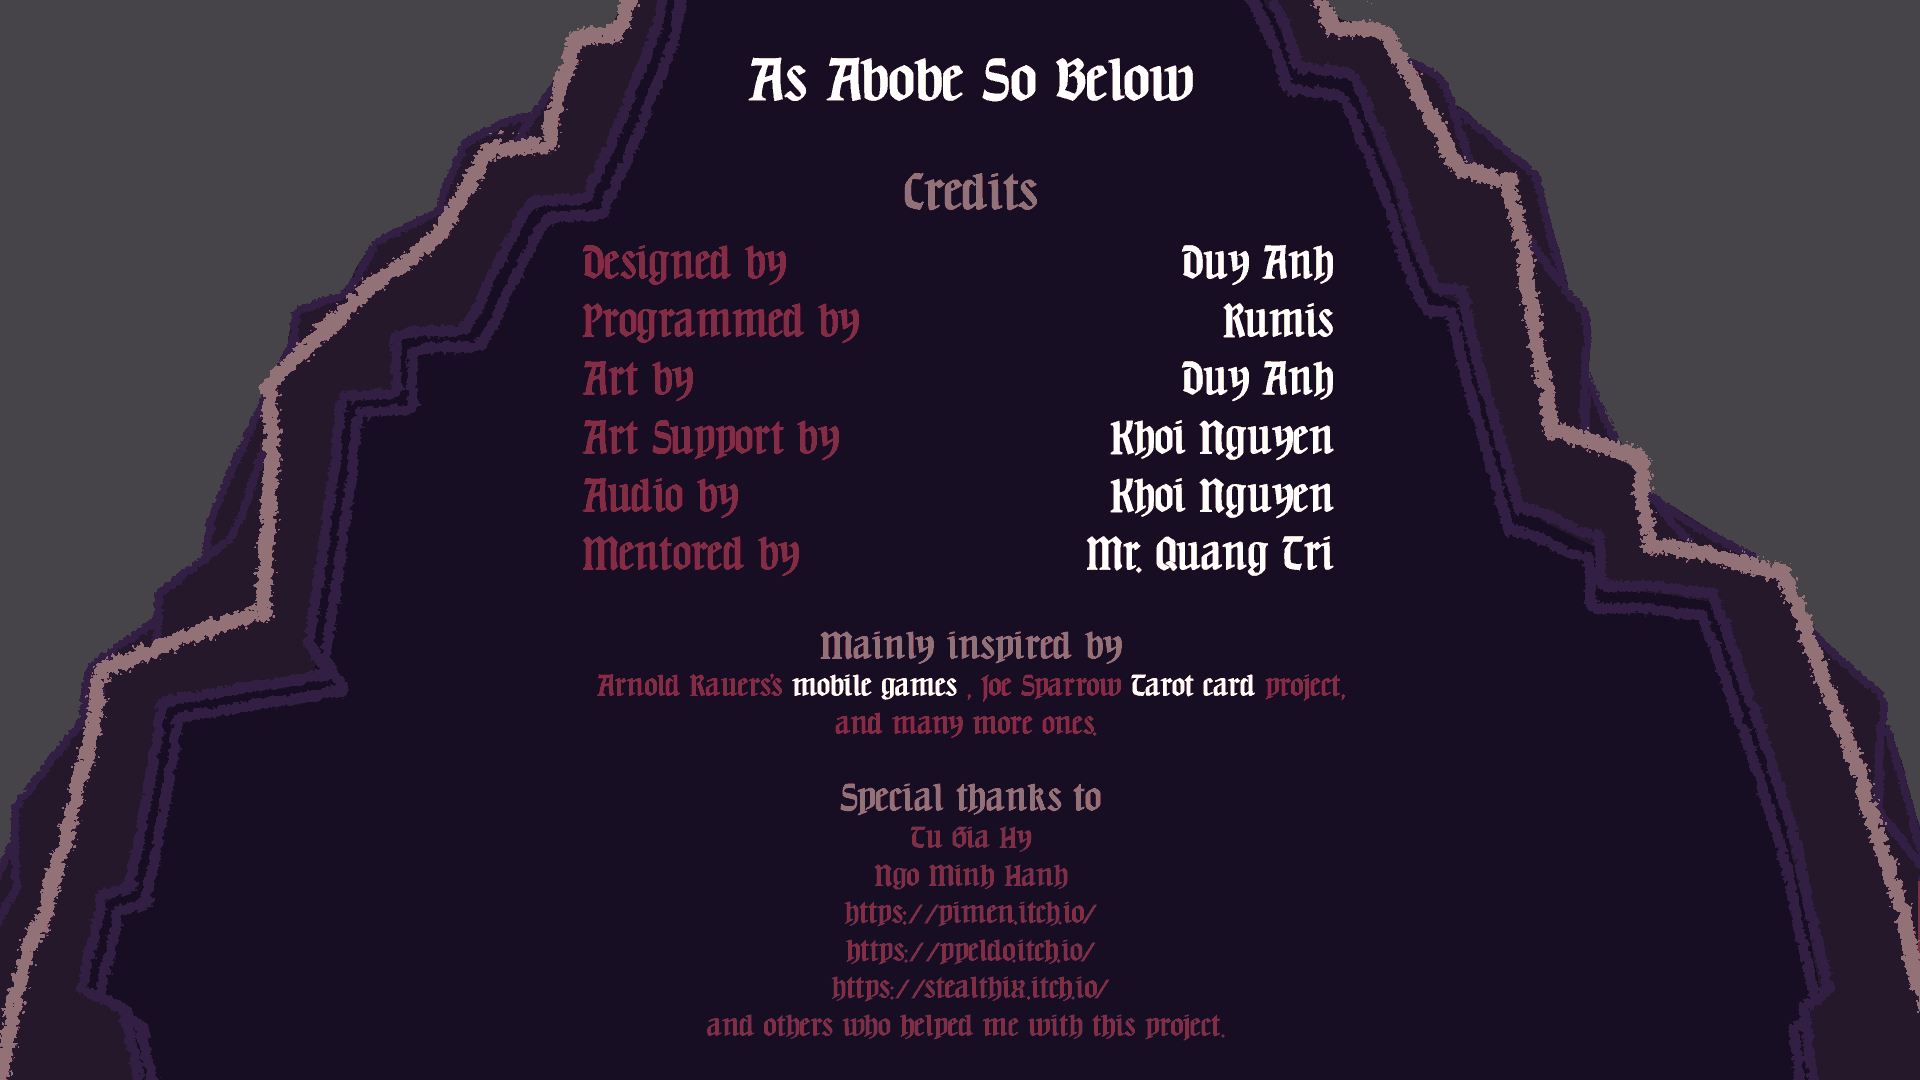 As Abobe So Below
Credits
Designed by Duy Anh
Programmed by Rumis
Art by Duy Anh
Art Support by Khoi Nguyen
Audio by Khoi Nguyen
Mentored by Mr. Quang Tri
Mainly inspired by
Arnold Rauers's mobile games , Joe Sparrow Tarot card project,
and many more ones.
Special thanks to
Tu Gia Hy
Ngo Minh Hanh
https://pimen.itch.io/
https://ppeldo.itch.io/
https://stealthix.itch.io/
and others who helped me with this project.